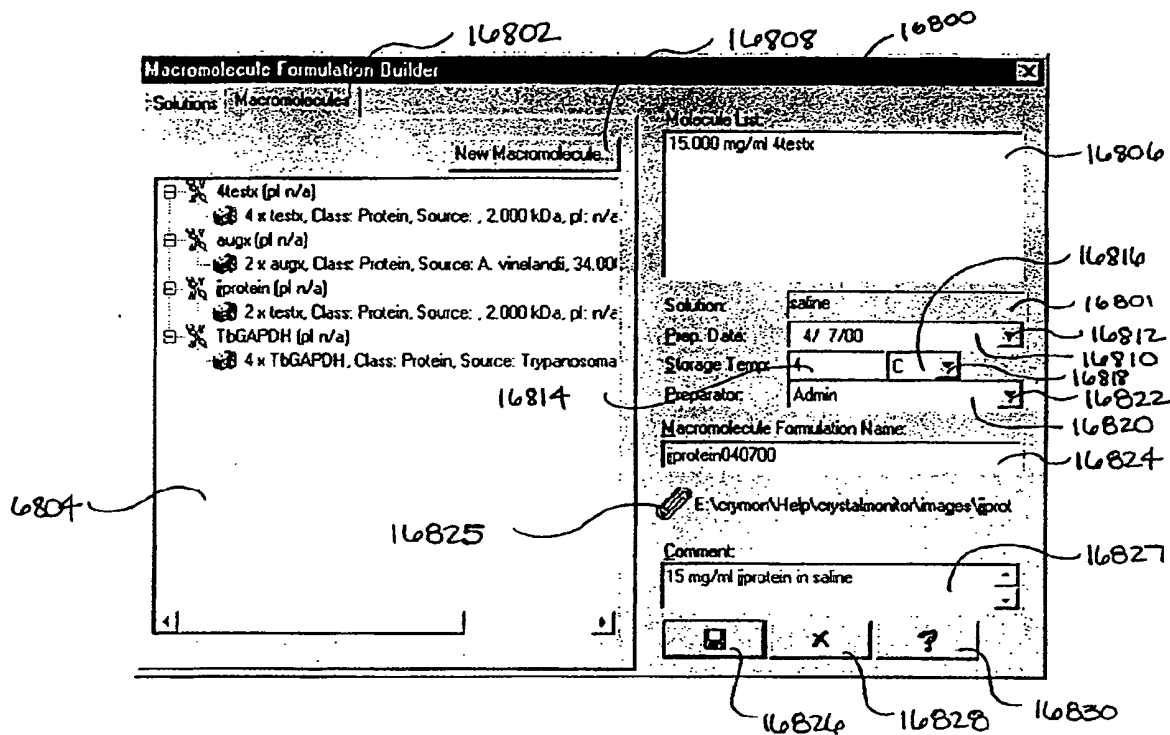 16802
16808
16800
Macromolecule Formulation Builder
Solutions Macromolecules
Molecule List:
New Macromolecule...
15.000 mg/ml 4testx
16806
4testx (pI n/a)
4 x testx, Class: Protein, Source: , 2.000 kDa, pI: n/a
augx (pI n/a)
2 x augx, Class: Protein, Source: A. vinelandii, 34.00
jjprotein (pI n/a)
2 x testx, Class: Protein, Source: , 2.000 kDa, pI: n/a
TbGAPDH (pI n/a)
4 x TbGAPDH, Class: Protein, Source: Trypanosoma
16816
Solution: saline
16801
Prep. Date: 4/ 7/00
16812
16810
Storage Temp: 4 C
16818
16814
Preparator: Admin
16822
16820
Macromolecule Formulation Name:
jjprotein040700
16824
6804
16825
E:\crymon\Help\crystalmonitor\images\jjprot
Comment:
15 mg/ml jjprotein in saline
16827
?
16826
16828
16830